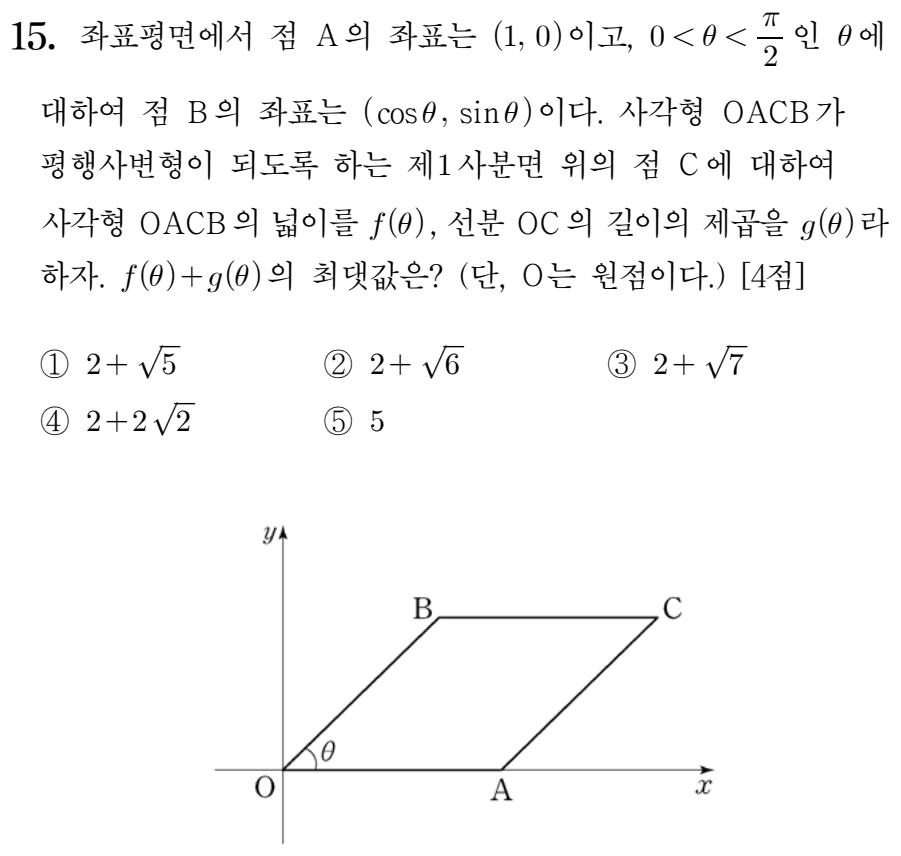 15. 좌표평면에서 점 A의 좌표는 (1, 0)이고, 0<θ<π/2인 θ에
대하여 점 B의 좌표는 (cosθ, sinθ)이다. 사각형 OACB가
평행사변형이 되도록 하는 제1사분면 위의 점 C에 대하여
사각형 OACB의 넓이를 f(θ), 선분 OC의 길이의 제곱을 g(θ)라
하자. f(θ)+g(θ)의 최댓값은? (단, O는 원점이다.) [4점]
① 2+√5 ② 2+√6 ③ 2+√7
④ 2+2√2 ⑤ 5
y
B C
θ
O A x